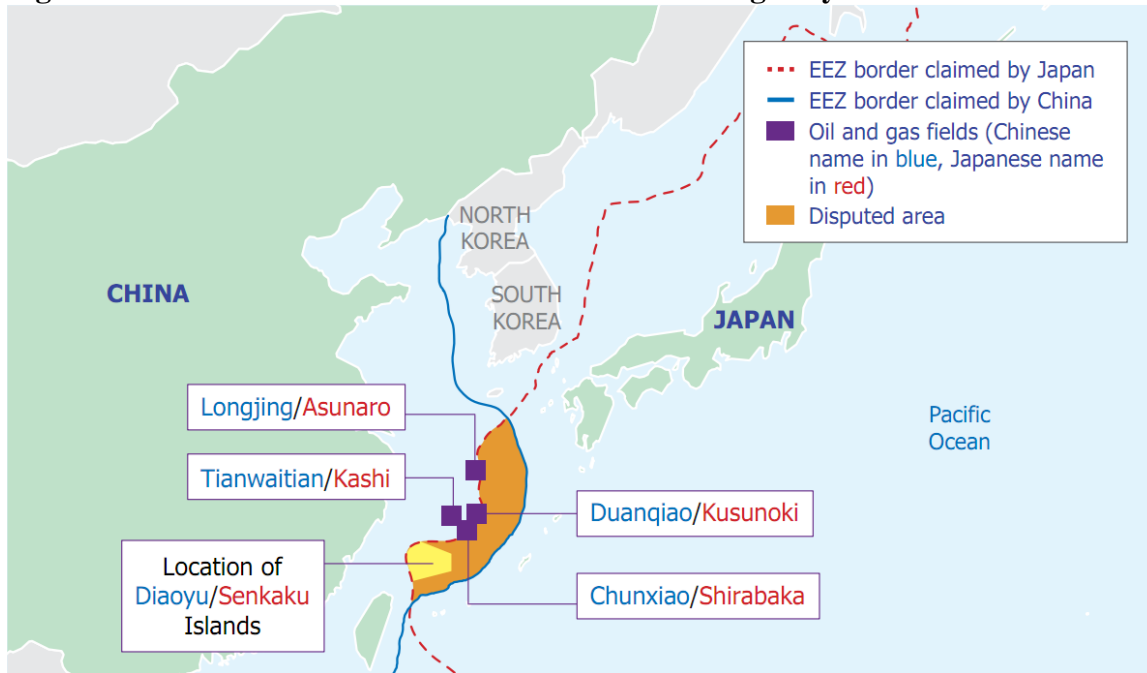 EEZ border claimed by Japan
EEZ border claimed by China
Oil and gas fields (Chinese
name in blue, Japanese name
in red)
Disputed area
NORTH
KOREA
CHINA
SOUTH
KOREA
JAPAN
Longjing/Asunaro
Pacific
Ocean
Tianwaitian/Kashi
Duanqiao/Kusunoki
Location of
Diaoyu/Senkaku
Islands
Chunxiao/Shirabaka